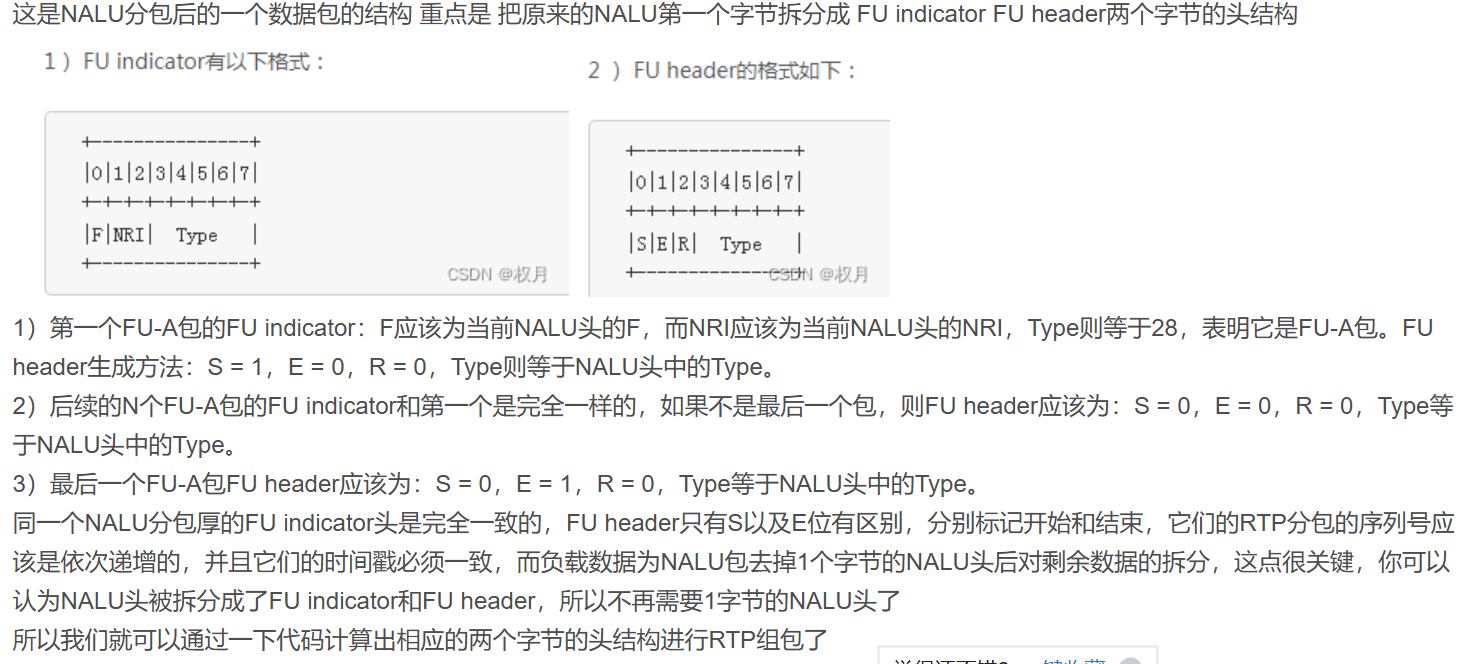 这是NALU分包后的一个数据包的结构 重点是 把原来的NALU第一个字节拆分成 FU indicator FU header两个字节的头结构
1）FU indicator有以下格式：
+---------------+
|0|1|2|3|4|5|6|7|
+-+-+-+-+-+-+-+-+
|F|NRI|  Type   |
+---------------+
CSDN @权月
2 ）FU header的格式如下：
+---------------+
|0|1|2|3|4|5|6|7|
+-+-+-+-+-+-+-+-+
|S|E|R|  Type   |
+---------------+
CSDN @权月
1）第一个FU-A包的FU indicator：F应该为当前NALU头的F，而NRI应该为当前NALU头的NRI，Type则等于28，表明它是FU-A包。FU
header生成方法：S = 1，E = 0，R = 0，Type则等于NALU头中的Type。
2）后续的N个FU-A包的FU indicator和第一个是完全一样的，如果不是最后一个包，则FU header应该为：S = 0，E = 0，R = 0，Type等
于NALU头中的Type。
3）最后一个FU-A包FU header应该为：S = 0，E = 1，R = 0，Type等于NALU头中的Type。
同一个NALU分包厚的FU indicator头是完全一致的，FU header只有S以及E位有区别，分别标记开始和结束，它们的RTP分包的序列号应
该是依次递增的，并且它们的时间戳必须一致，而负载数据为NALU包去掉1个字节的NALU头后对剩余数据的拆分，这点很关键，你可以
认为NALU头被拆分成了FU indicator和FU header，所以不再需要1字节的NALU头了
所以我们就可以通过一下代码计算出相应的两个字节的头结构进行RTP组包了